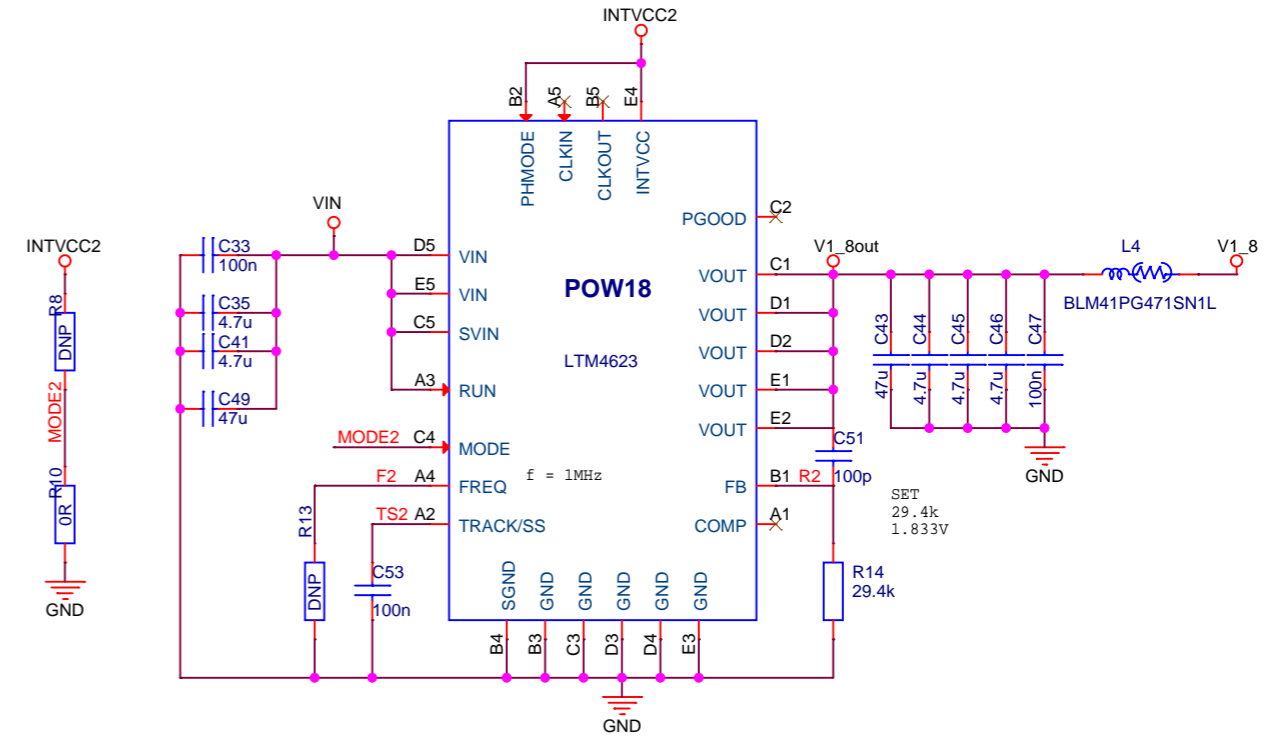 INTVCC2
B2
A5
B5
E4
PHMODE
CLKIN
CLKOUT
INTVCC
VIN
INTVCC2
R8
DNP
MODE2
R10
0R
GND
C33
100n
C35
4.7u
C41
4.7u
C49
47u
D5 VIN
E5 VIN
C5 SVIN
A3 RUN
MODE2 C4 MODE
F2 A4 FREQ
f = 1MHz
TS2 A2 TRACK/SS
POW18
LTM4623
R13
DNP
C53
100n
PGOOD C2
VOUT C1
VOUT D1
VOUT D2
VOUT E1
VOUT E2
FB B1 R2
COMP A1
V1_8out
C51
100p
C43
47u
C44
4.7u
C45
4.7u
C46
4.7u
C47
100n
GND
L4
BLM41PG471SN1L
V1_8
SET
29.4k
1.833V
R14
29.4k
SGND
GND
GND
GND
GND
GND
B4
B3
C3
D3
D4
E3
GND